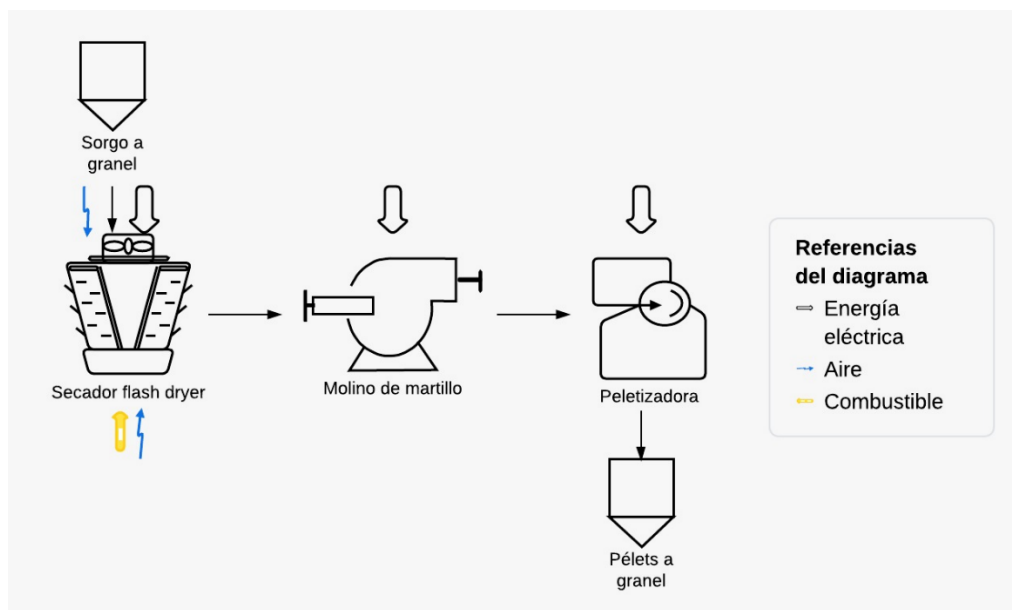 Sorgo a
granel
Secador flash dryer
Molino de martillo
Peletizadora
Pélets a
granel
Referencias
del diagrama
Energía
eléctrica
Aire
Combustible